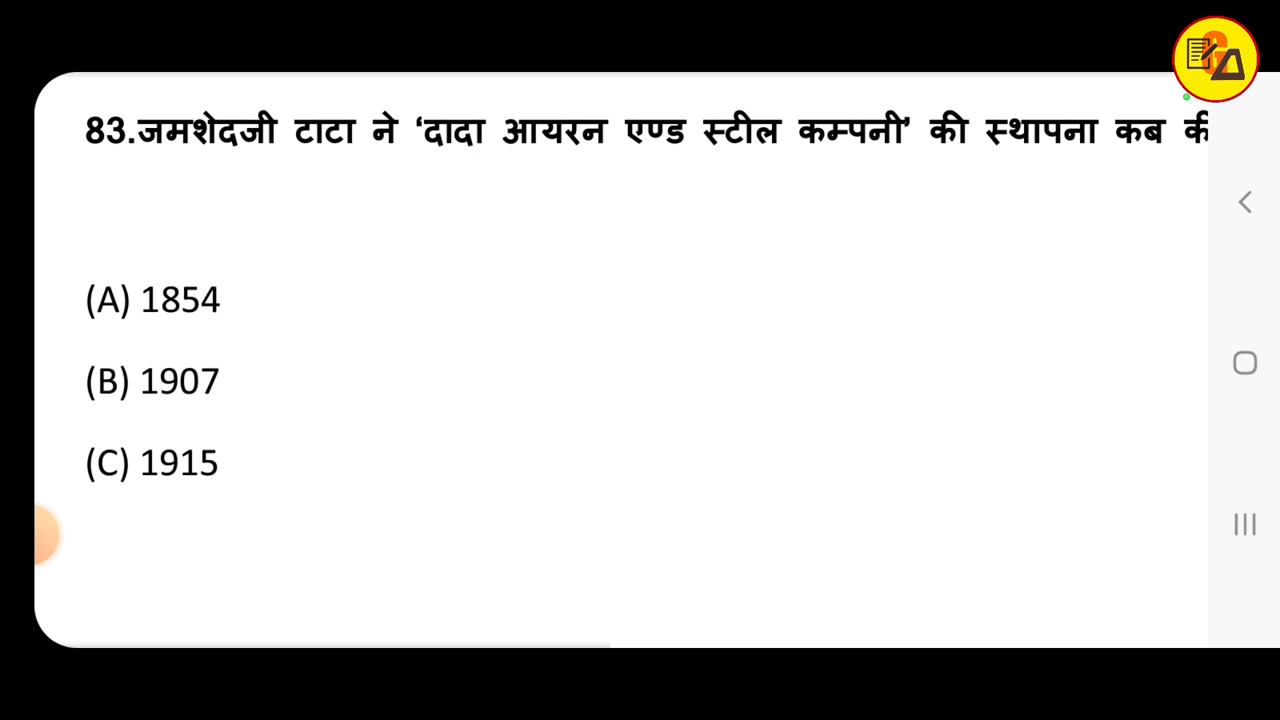 83.जमशेदजी टाटा ने ‘दादा आयरन एण्ड स्टील कम्पनी’ की स्थापना कब की
(A) 1854
(B) 1907
(C) 1915